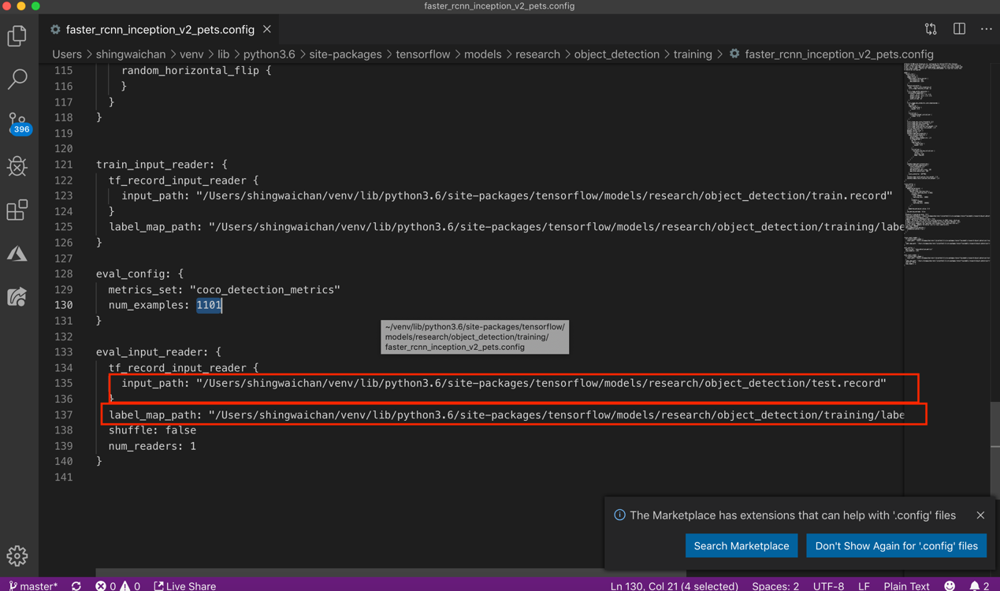 faster_rcnn_inception_v2_pets.config
faster_rcnn_inception_v2_pets.config
Users > shingwaichan > venv > lib > python3.6 > site-packages > tensorflow > models > research > object_detection > training > faster_rcnn_inception_v2_pets.config
396
115 random_horizontal_flip {
116 }
117 }
118 }
119
120
121 train_input_reader: {
122 tf_record_input_reader {
123 input_path: "/Users/shingwaichan/venv/lib/python3.6/site-packages/tensorflow/models/research/object_detection/train.record"
124 }
125 label_map_path: "/Users/shingwaichan/venv/lib/python3.6/site-packages/tensorflow/models/research/object_detection/training/labe
126 }
127
128 eval_config: {
129 metrics_set: "coco_detection_metrics"
130 num_examples: 1101
131 }
132
133 eval_input_reader: {
134 tf_record_input_reader {
135 input_path: "/Users/shingwaichan/venv/lib/python3.6/site-packages/tensorflow/models/research/object_detection/test.record"
136 }
137 label_map_path: "/Users/shingwaichan/venv/lib/python3.6/site-packages/tensorflow/models/research/object_detection/training/labe
138 shuffle: false
139 num_readers: 1
140 }
141
~/venv/lib/python3.6/site-packages/tensorflow/
models/research/object_detection/training/
faster_rcnn_inception_v2_pets.config
The Marketplace has extensions that can help with '.config' files
Search Marketplace
Don't Show Again for '.config' files
master* 0 0 Live Share Ln 130, Col 21 (4 selected) Spaces: 2 UTF-8 LF Plain Text 2